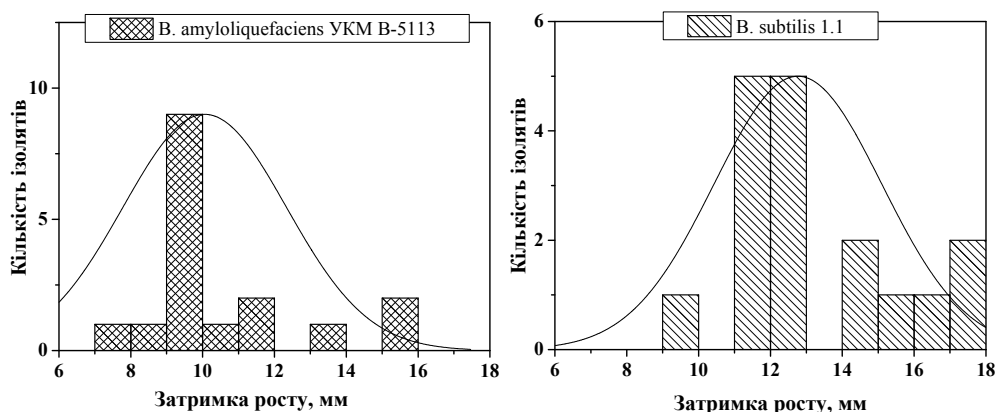 B. amyloliquefaciens УКМ В-5113
10
5
0
Кількість ізолятів
6 8 10 12 14 16 18
Затримка росту, мм
B. subtilis 1.1
6
4
2
0
Кількість ізолятів
6 8 10 12 14 16 18
Затримка росту, мм